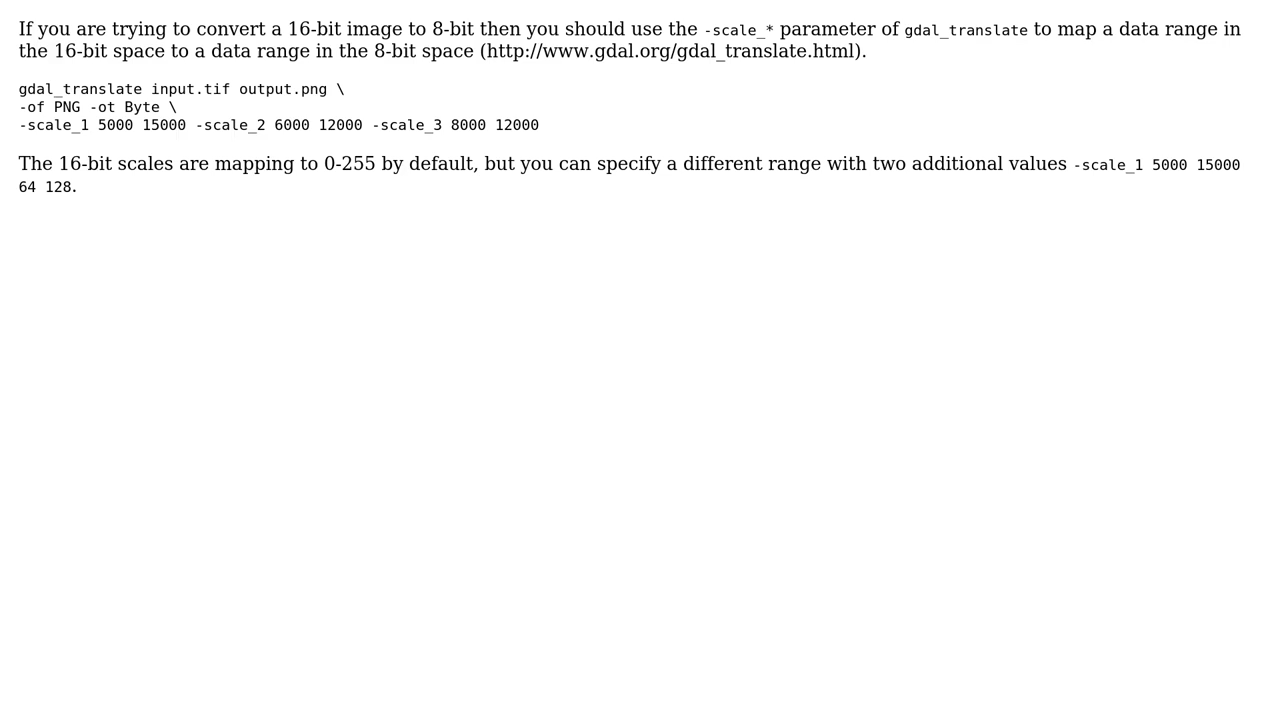 If you are trying to convert a 16-bit image to 8-bit then you should use the -scale_* parameter of gdal_translate to map a data range in
the 16-bit space to a data range in the 8-bit space (http://www.gdal.org/gdal_translate.html).
gdal_translate input.tif output.png \
-of PNG -ot Byte \
-scale_1 5000 15000 -scale_2 6000 12000 -scale_3 8000 12000
The 16-bit scales are mapping to 0-255 by default, but you can specify a different range with two additional values -scale_1 5000 15000
64 128.